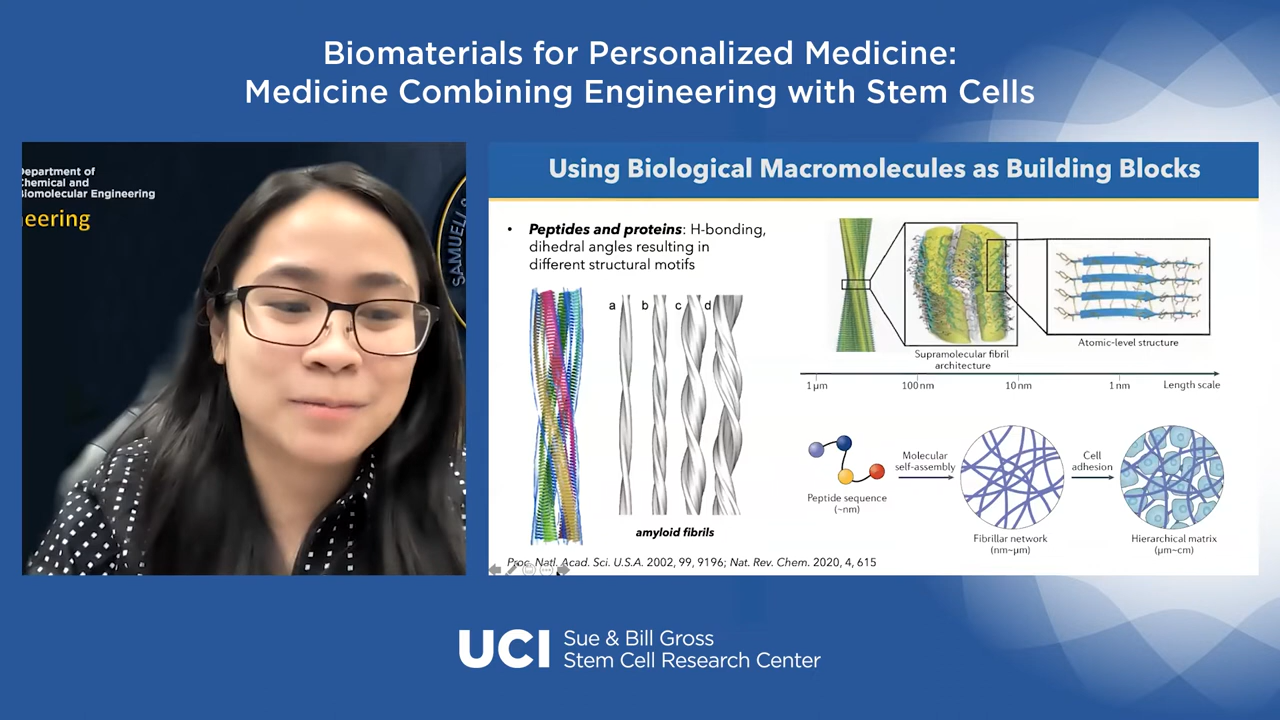 Biomaterials for Personalized Medicine:
Medicine Combining Engineering with Stem Cells
epartment of
Chemical and
Biomolecular Engineering
eering
SAMUELI
Using Biological Macromolecules as Building Blocks
• Peptides and proteins: H-bonding,
dihedral angles resulting in
different structural motifs
a b c d
amyloid fibrils
Supramolecular fibril
architecture
Atomic-level structure
1 μm 100 nm 10 nm 1 nm Length scale
Molecular
self-assembly
Cell
adhesion
Peptide sequence
(~nm)
Fibrillar network
(nm~μm)
Hierarchical matrix
(μm~cm)
Proc. Natl. Acad. Sci. U.S.A. 2002, 99, 9196; Nat. Rev. Chem. 2020, 4, 615
UCI
Sue & Bill Gross
Stem Cell Research Center